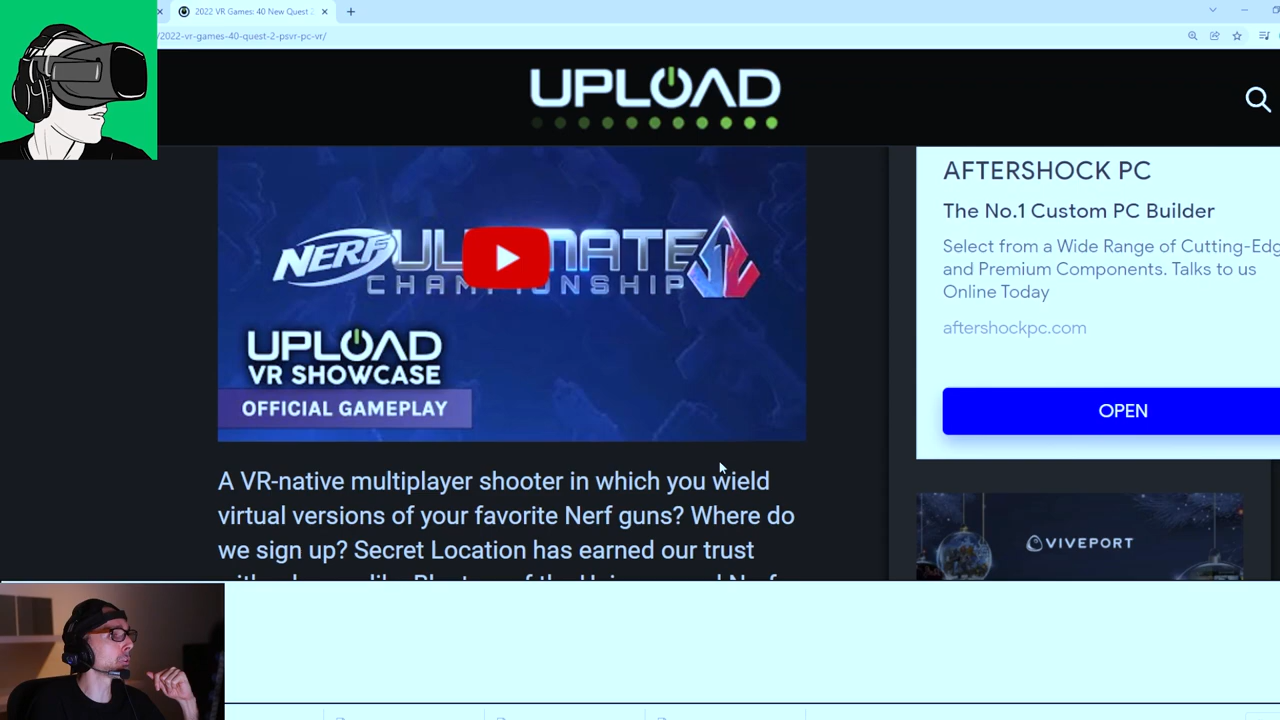 2022 VR Games: 40 New Quest 2
/2022-vr-games-40-quest-2-psvr-pc-vr/
UPLOAD
NERF ULTIMATE
CHAMPIONSHIP
UPLOAD
VR SHOWCASE
OFFICIAL GAMEPLAY
A VR-native multiplayer shooter in which you wield
virtual versions of your favorite Nerf guns? Where do
we sign up? Secret Location has earned our trust
AFTERSHOCK PC
The No.1 Custom PC Builder
Select from a Wide Range of Cutting-Edg
and Premium Components. Talks to us
Online Today
aftershockpc.com
OPEN
VIVEPORT